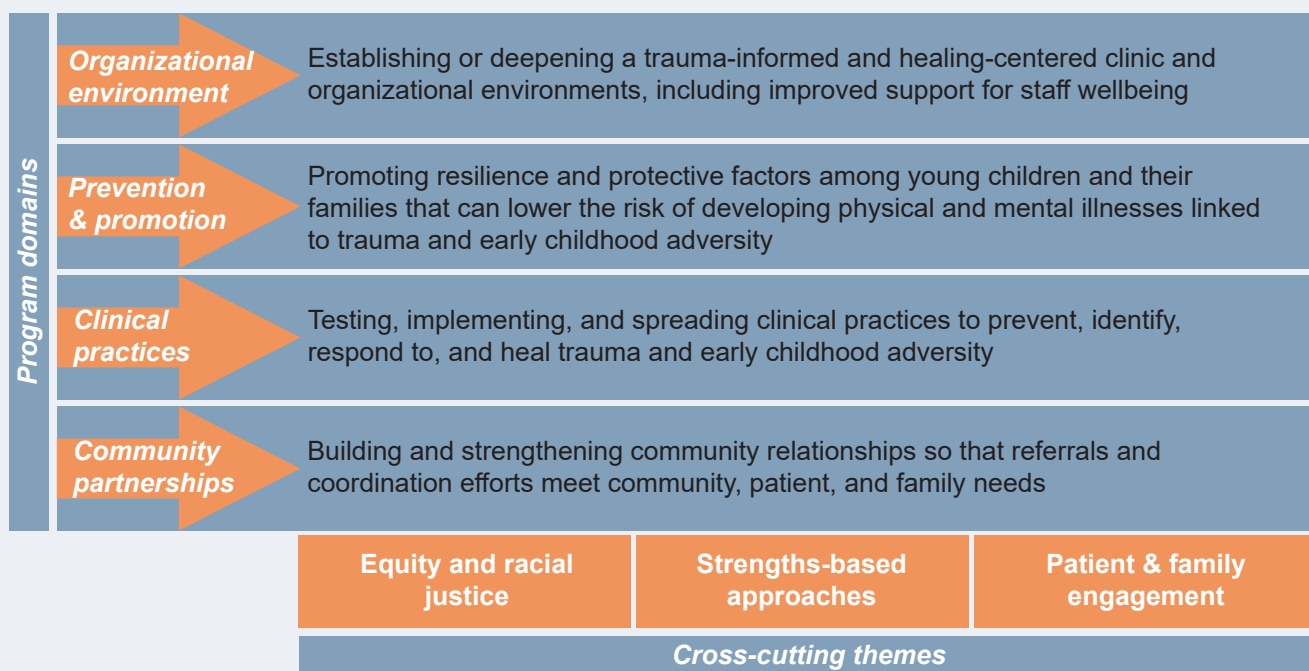 Program domains
Organizational
environment
Establishing or deepening a trauma-informed and healing-centered clinic and
organizational environments, including improved support for staff wellbeing
Prevention
& promotion
Promoting resilience and protective factors among young children and their
families that can lower the risk of developing physical and mental illnesses linked
to trauma and early childhood adversity
Clinical
practices
Testing, implementing, and spreading clinical practices to prevent, identify,
respond to, and heal trauma and early childhood adversity
Community
partnerships
Building and strengthening community relationships so that referrals and
coordination efforts meet community, patient, and family needs
Equity and racial
justice
Strengths-based
approaches
Patient & family
engagement
Cross-cutting themes